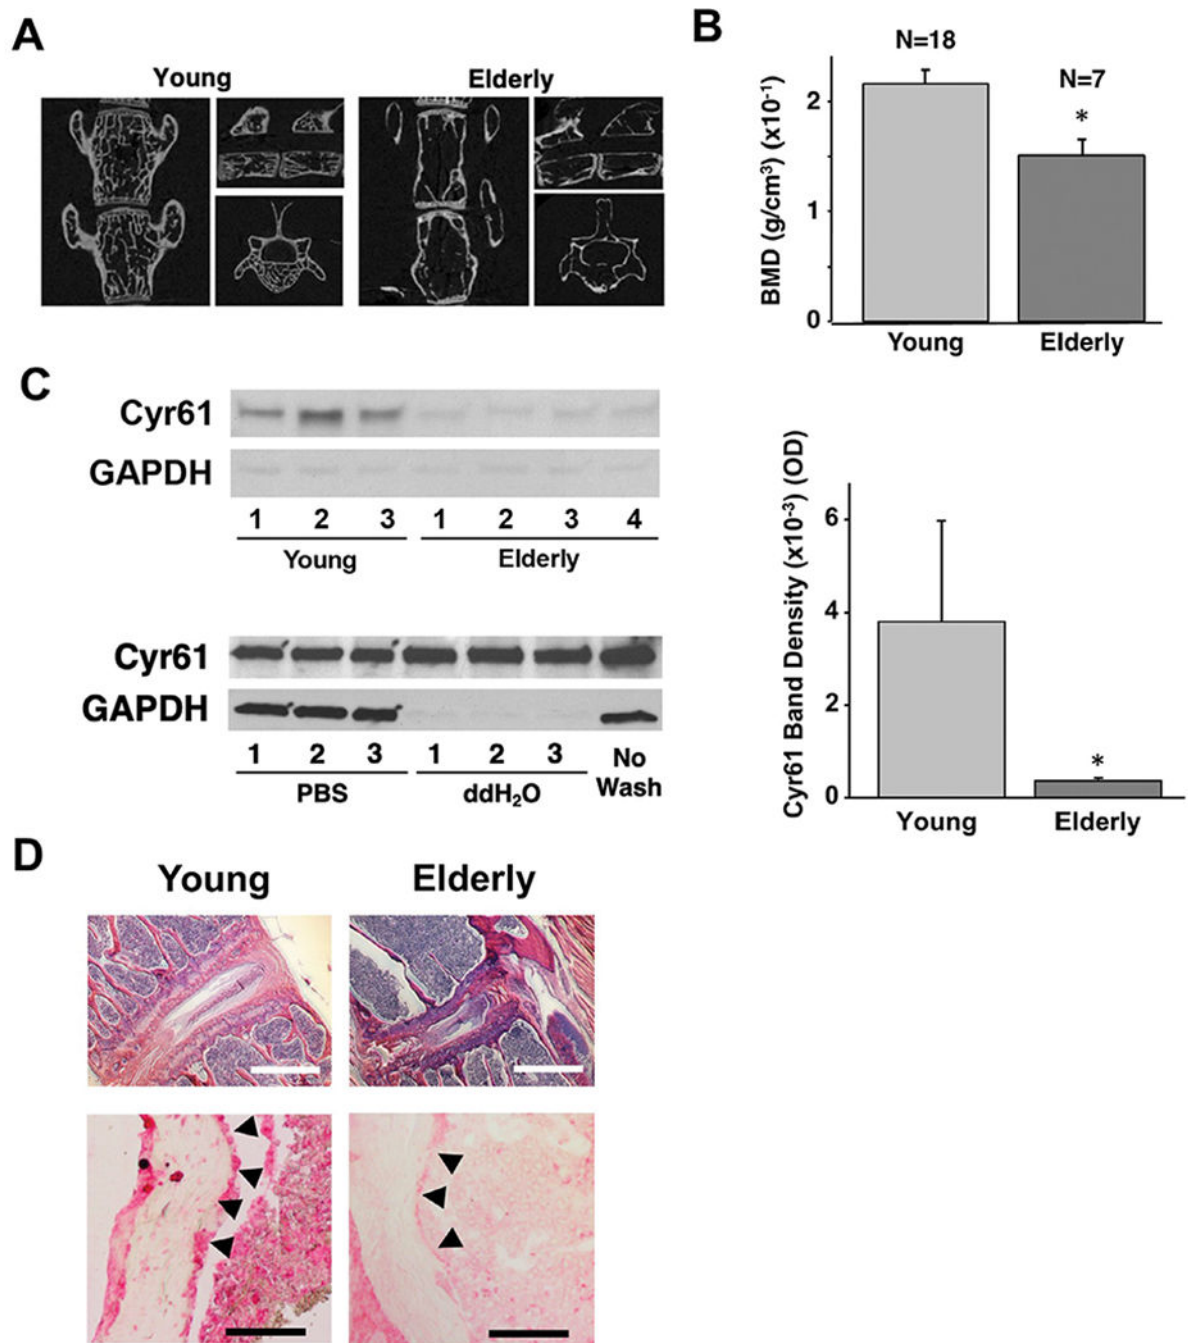 A
Young
Elderly
B
N=18
N=7
*
BMD (g/cm³) (x10⁻¹)
2
1
0
Young
Elderly
C
Cyr61
GAPDH
1 2 3 1 2 3 4
Young
Elderly
Cyr61
GAPDH
1 2 3 1 2 3 No
Wash
PBS
ddH₂O
Cyr61 Band Density (x10⁻³) (OD)
6
4
2
0
*
Young
Elderly
D
Young
Elderly